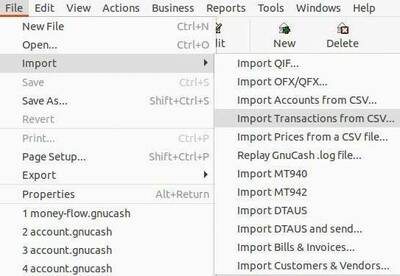 File Edit View Actions Business Reports Tools Windows Help
New File Ctrl+N
Open... Ctrl+O
Import
Save Ctrl+S
Save As... Shift+Ctrl+S
Revert
Print... Ctrl+P
Page Setup... Shift+Ctrl+P
Export
Properties Alt+Return
1 money-flow.gnucash
2 account.gnucash
3 account.gnucash
4 account.gnucash
New Delete
Import QIF...
Import OFX/QFX...
Import Accounts from CSV...
Import Transactions from CSV...
Import Prices from a CSV file...
Replay GnuCash .log file...
Import MT940
Import MT942
Import DTAUS
Import DTAUS and send...
Import Bills & Invoices...
Import Customers & Vendors...